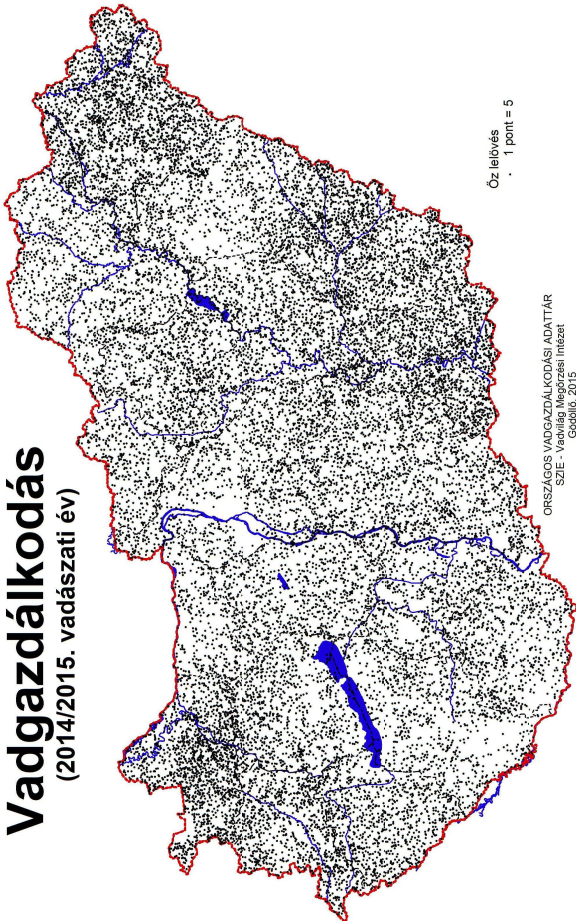 Vadgazdálkodás
(2014/2015. vadászati év)
Őz lelövés
1 pont = 5
ORSZÁGOS VADGAZDÁLKODÁSI ADATTÁR
SZIE - Vadvilág Megőrzési Intézet
Gödöllő, 2015